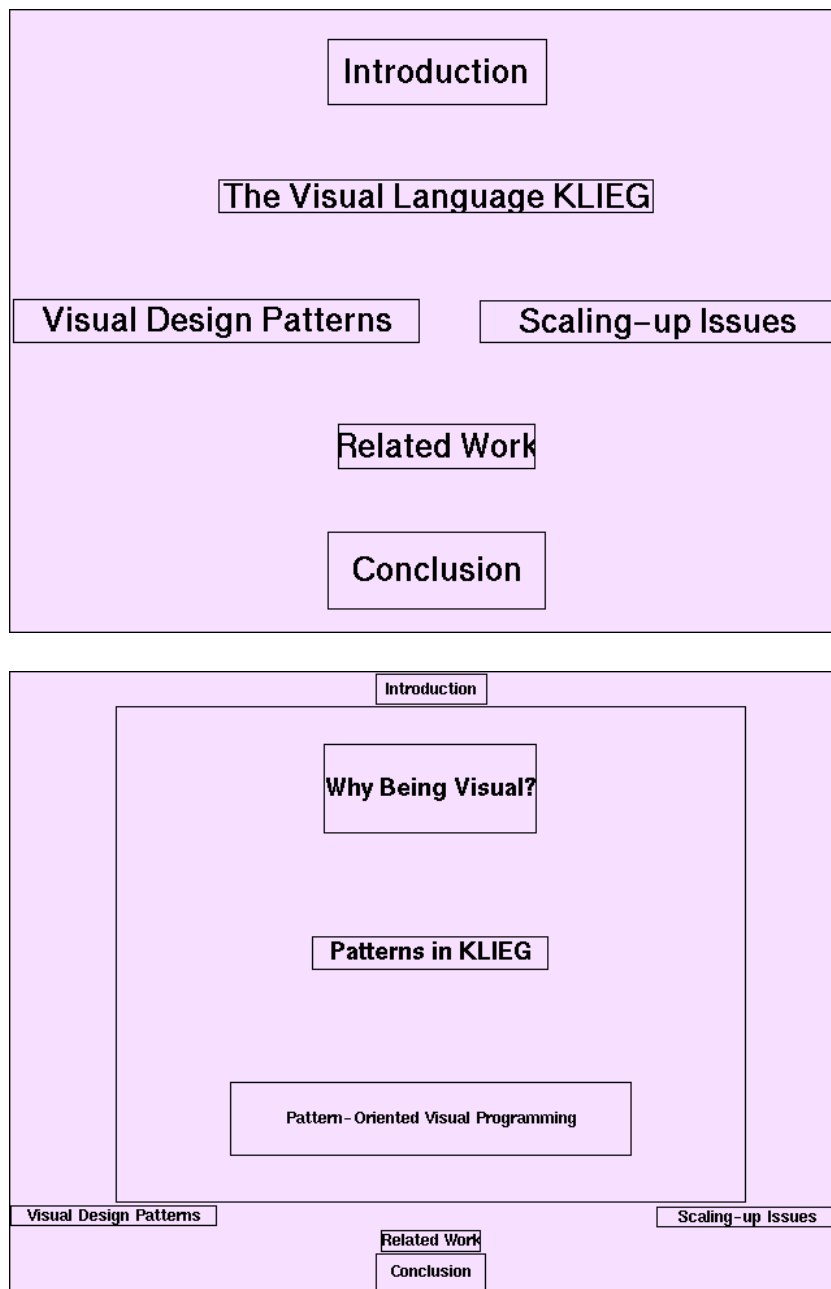 Introduction
The Visual Language KLIEG
Visual Design Patterns
Scaling-up Issues
Related Work
Conclusion
Introduction
Why Being Visual?
Patterns in KLIEG
Pattern-Oriented Visual Programming
Visual Design Patterns
Scaling-up Issues
Related Work
Conclusion